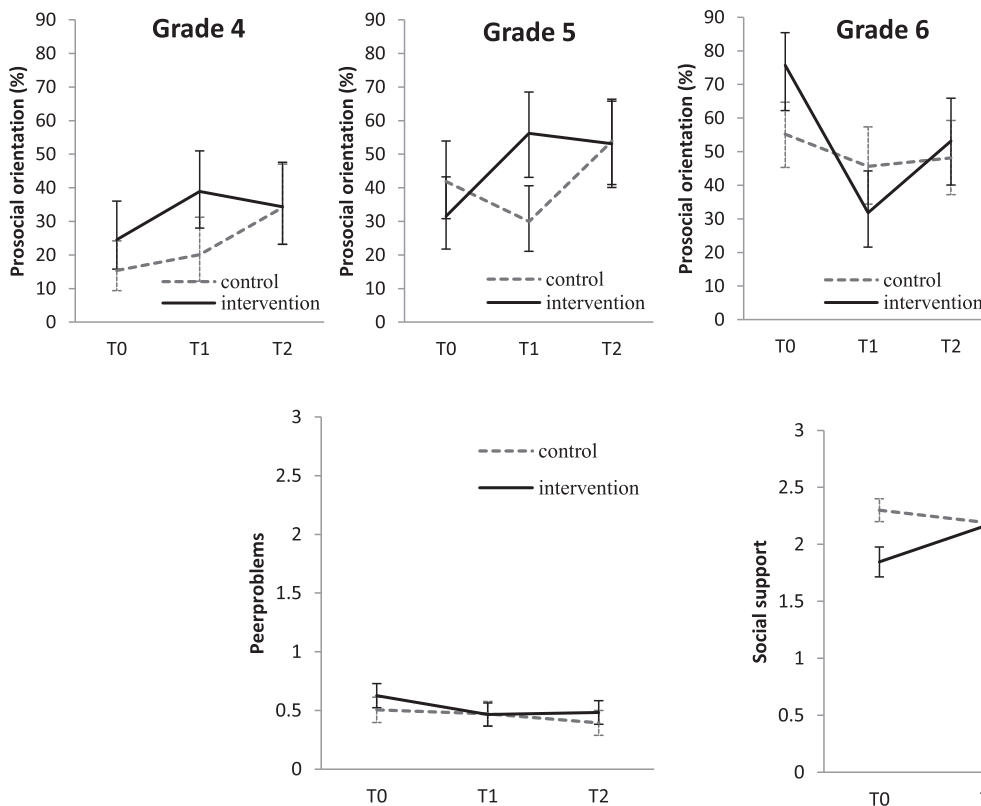 Grade 4
Prosocial orientation (%)
90
80
70
60
50
40
30
20
10
0
control
intervention
T0
T1
T2
Grade 5
Prosocial orientation (%)
90
80
70
60
50
40
30
20
10
0
control
intervention
T0
T1
T2
Grade 6
Prosocial orientation (%)
90
80
70
60
50
40
30
20
10
0
control
intervention
T0
T1
T2
Peerproblems
3
2.5
2
1.5
1
0.5
0
control
intervention
T0
T1
T2
Social support
3
2.5
2
1.5
1
0.5
0
T0